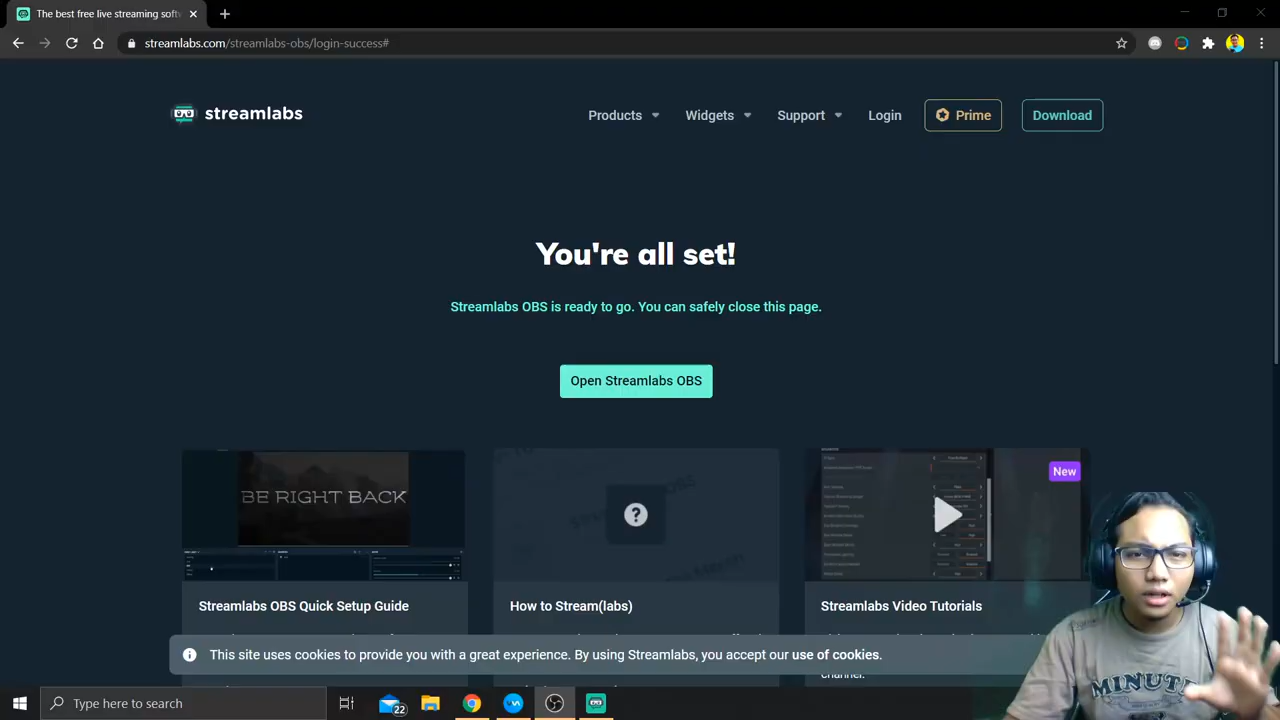 The best free live streaming soft
streamlabs.com/streamlabs-obs/login-success#
streamlabs
Products
Widgets
Support
Login
Prime
Download
You're all set!
Streamlabs OBS is ready to go. You can safely close this page.
Open Streamlabs OBS
BE RIGHT BACK
New
Streamlabs OBS Quick Setup Guide
How to Stream(labs)
Streamlabs Video Tutorials
This site uses cookies to provide you with a great experience. By using Streamlabs, you accept our use of cookies.
channel.
MINUTE
Type here to search
22